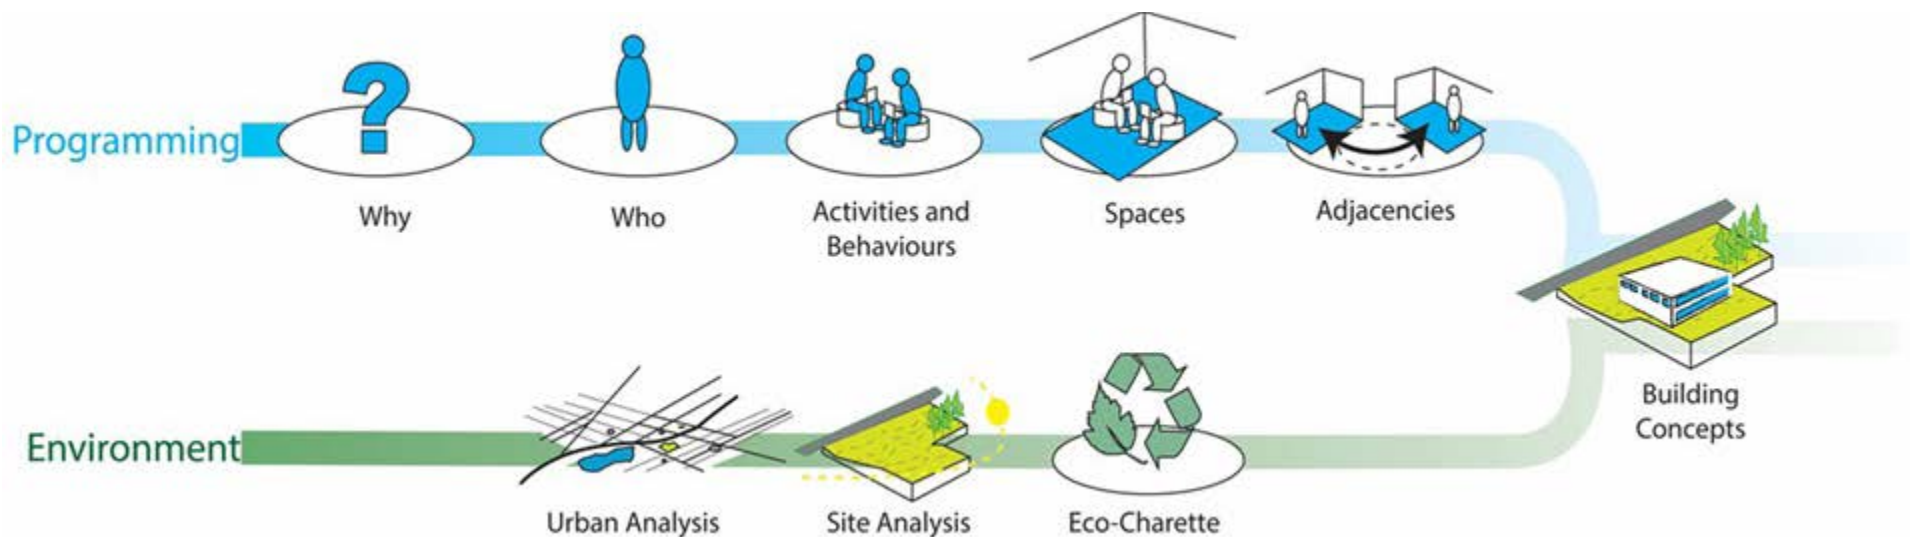 Programming
Why
Who
Activities and
Behaviours
Spaces
Adjacencies
Building
Concepts
Environment
Urban Analysis
Site Analysis
Eco-Charette